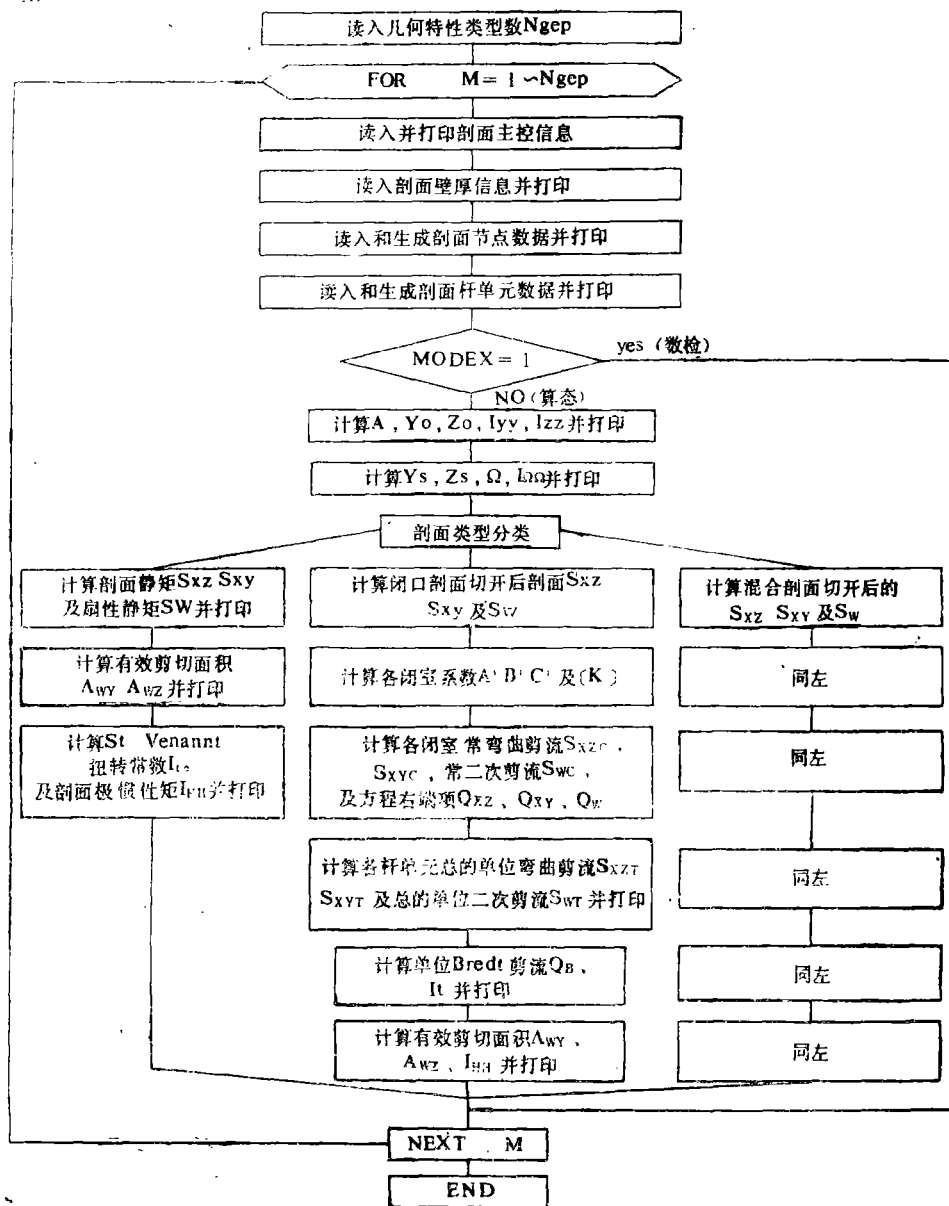 读入几何特性类型数Ngep
FOR M = 1 ~ Ngep
读入并打印剖面主控信息
读入剖面壁厚信息并打印
读入和生成剖面节点数据并打印
读入和生成剖面杆单元数据并打印
MODEX = 1
yes (数检)
NO (算态)
计算A , Yo, Zo, Iyy, Izz并打印
计算Ys , Zs , Ω, IΩΩ并打印
剖面类型分类
计算剖面静矩Sxz Sxy
及扇性静矩SW并打印
计算有效剪切面积
AWY AWZ 并打印
计算St Venannt
扭转常数
及剖面极惯性矩 并打印
计算闭口剖面切开后剖面Sxz
Sxy 及Sw
计算各闭室系数A' B' C' 及(K )
计算各闭室常弯曲剪流SXZC 、
SXYC , 常二次剪流SWC ,
及方程右端项QXZ 、 QXY 、 QW
计算各杆单元总的单位弯曲剪流SXZT
SXYT 及总的单位二次剪流SWT 并打印
计算单位Bredt 剪流QB 、
It 并打印
计算有效剪切面积AWY 、
AWZ 、 IHH 并打印
计算混合剖面切开后的
SXZ SXY 及SW
同左
同左
同左
同左
同左
NEXT M
END